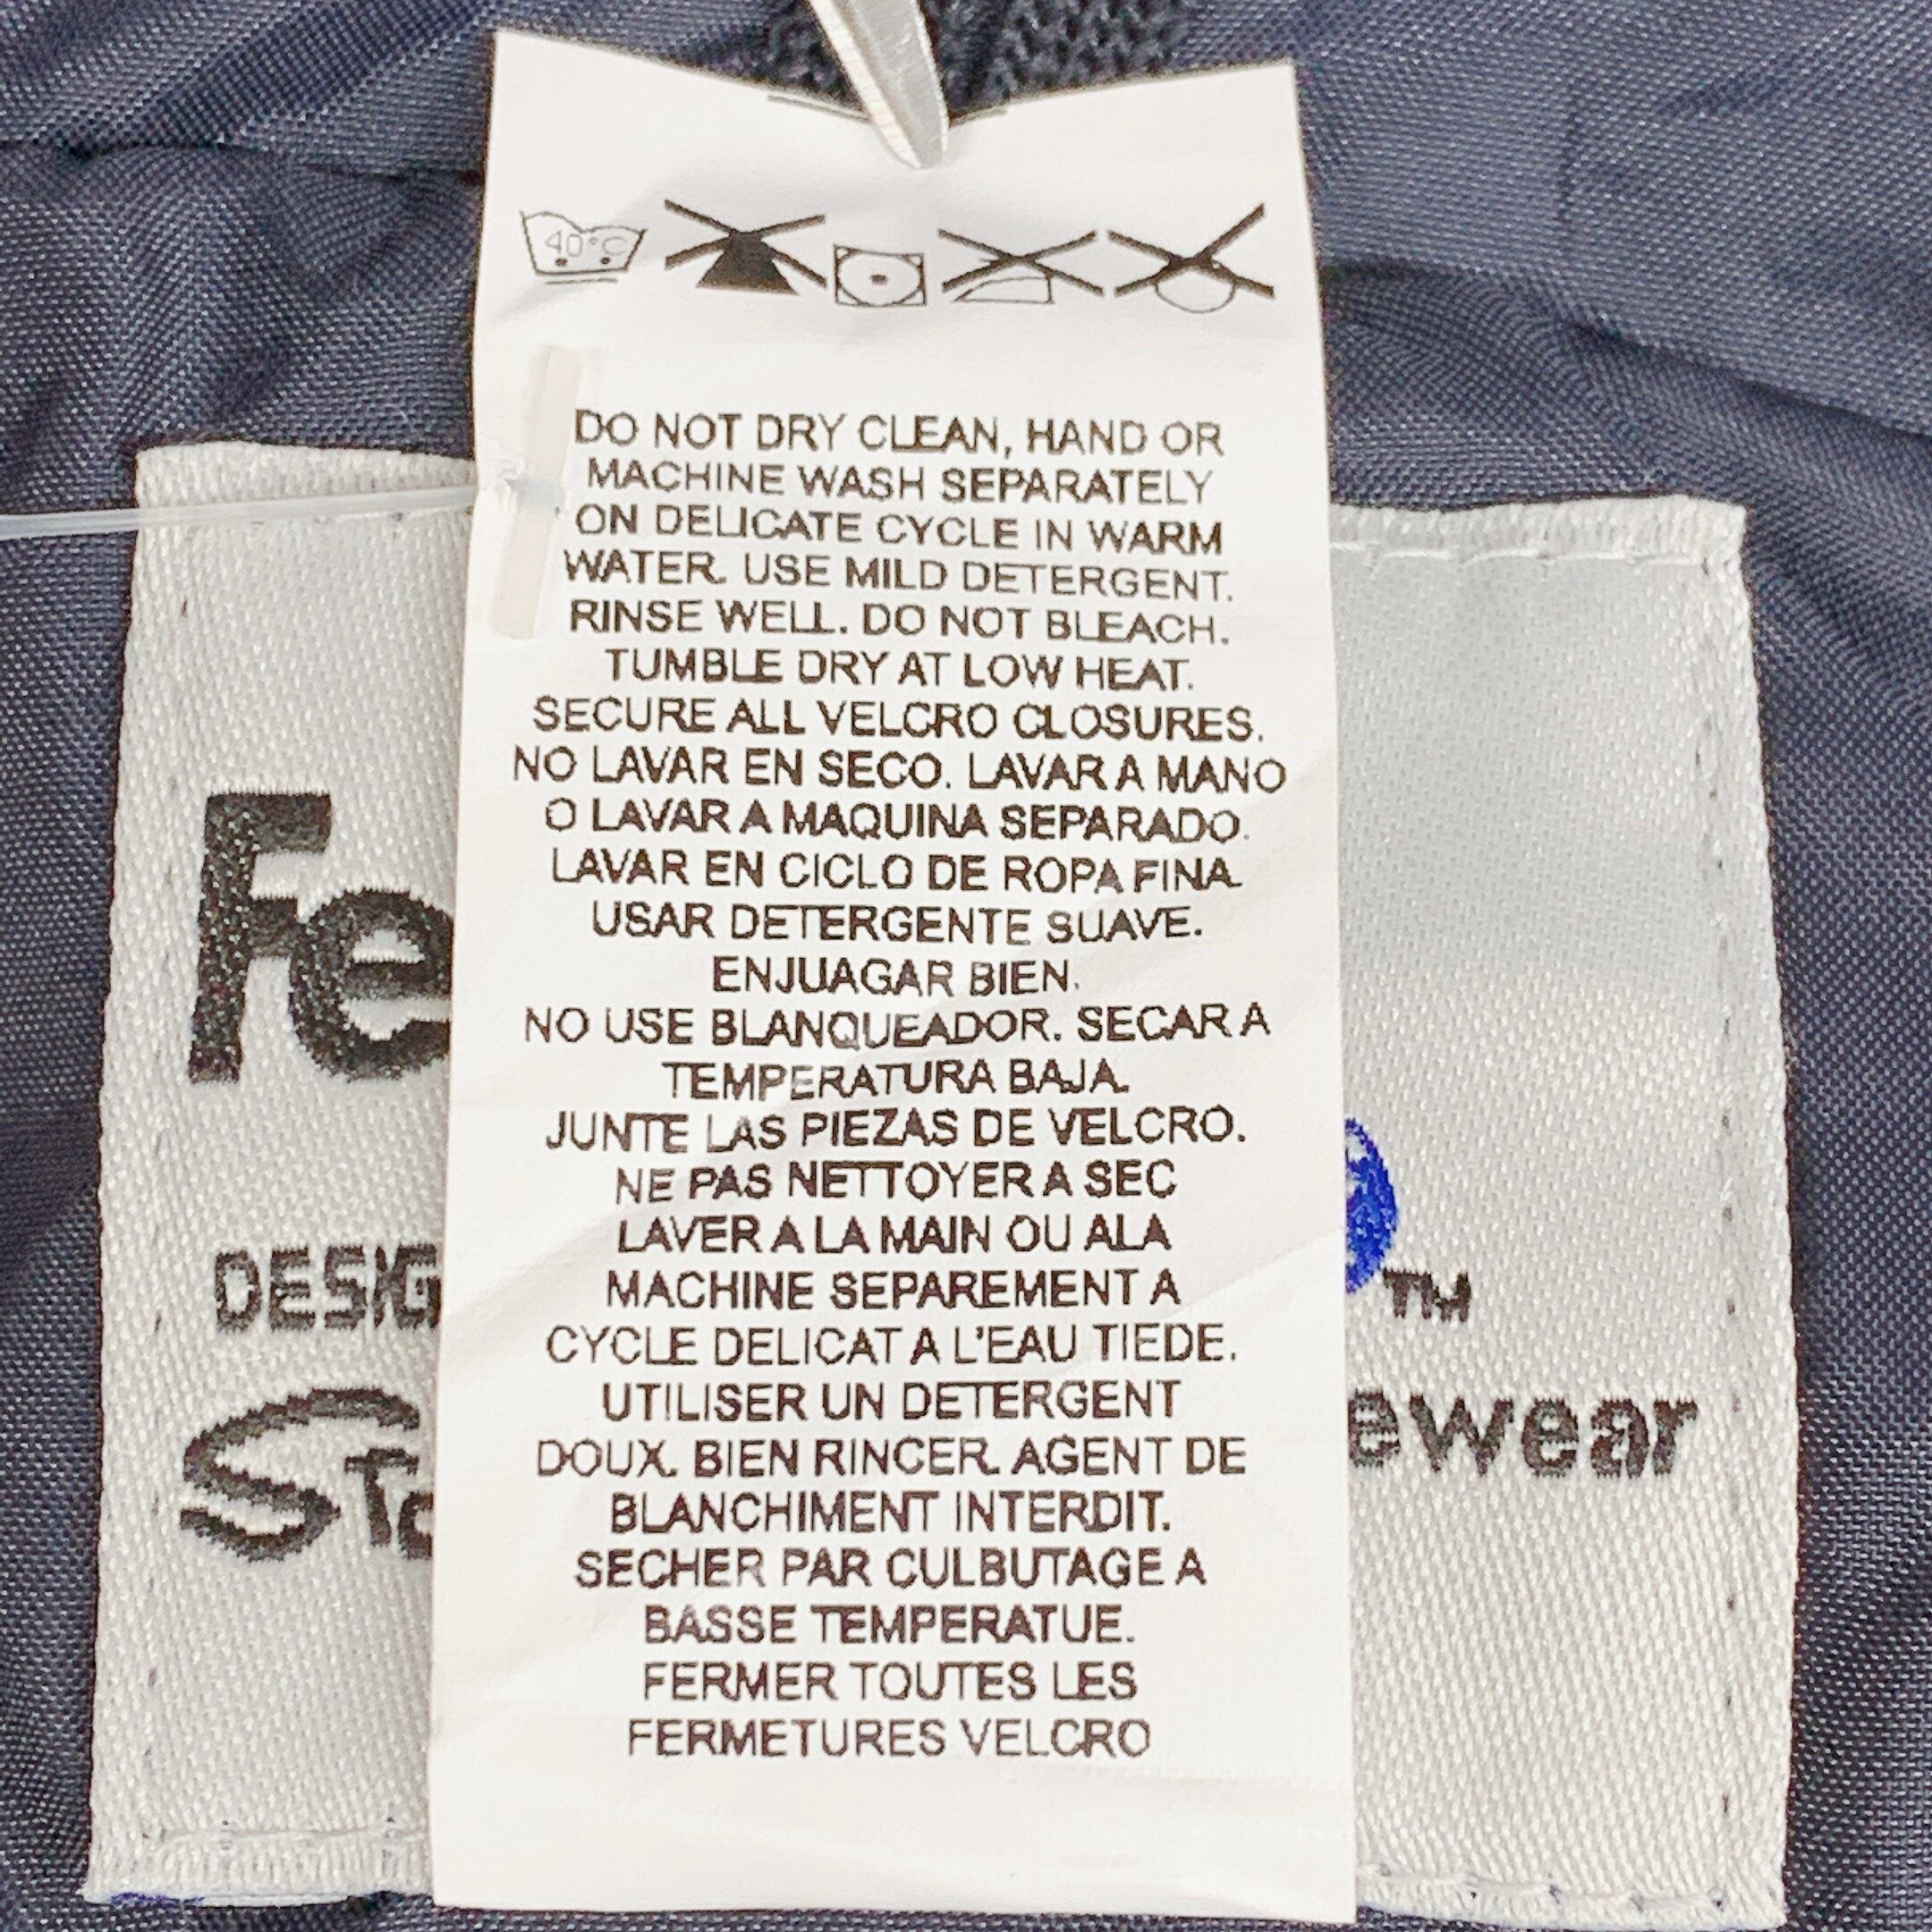 40°C
DO NOT DRY CLEAN, HAND OR
MACHINE WASH SEPARATELY
ON DELICATE CYCLE IN WARM
WATER. USE MILD DETERGENT.
RINSE WELL. DO NOT BLEACH.
TUMBLE DRY AT LOW HEAT.
SECURE ALL VELCRO CLOSURES.
NO LAVAR EN SECO. LAVAR A MANO
O LAVAR A MAQUINA SEPARADO.
LAVAR EN CICLO DE ROPA FINA.
USAR DETERGENTE SUAVE.
ENJUAGAR BIEN.
NO USE BLANQUEADOR. SECAR A
TEMPERATURA BAJA.
JUNTE LAS PIEZAS DE VELCRO.
NE PAS NETTOYER A SEC
LAVER A LA MAIN OU ALA
MACHINE SEPAREMENT A
CYCLE DELICAT A L'EAU TIEDE.
UTILISER UN DETERGENT
DOUX. BIEN RINCER. AGENT DE
BLANCHIMENT INTERDIT.
SECHER PAR CULBUTAGE A
BASSE TEMPERATUE.
FERMER TOUTES LES
FERMETURES VELCRO
Fe
DESIG
TM
ewear